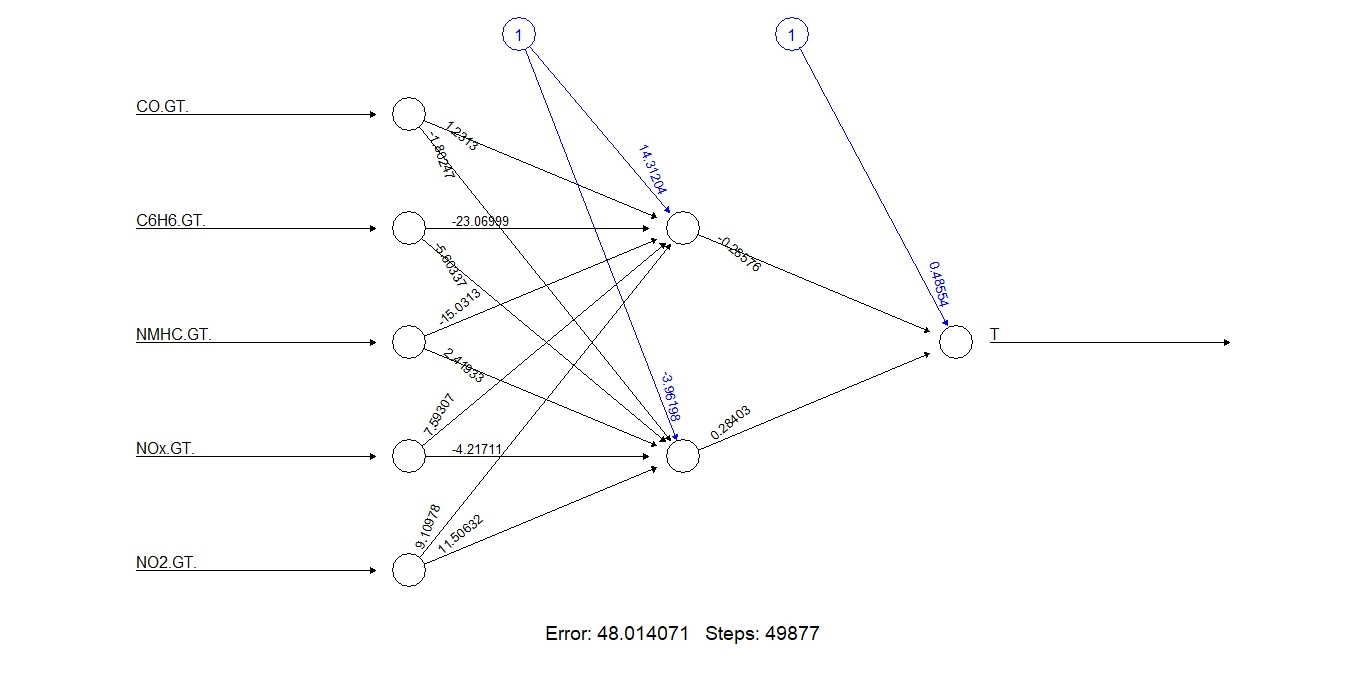 1
1
CO.GT.
1.2313
-1.80247
14.31204
C6H6.GT.
-23.06999
-5.60337
-0.28576
0.48554
NMHC.GT.
-15.0313
2.41933
T
-3.96198
7.59307
0.28403
NOx.GT.
-4.21711
9.10978
11.50632
NO2.GT.
Error: 48.014071   Steps: 49877